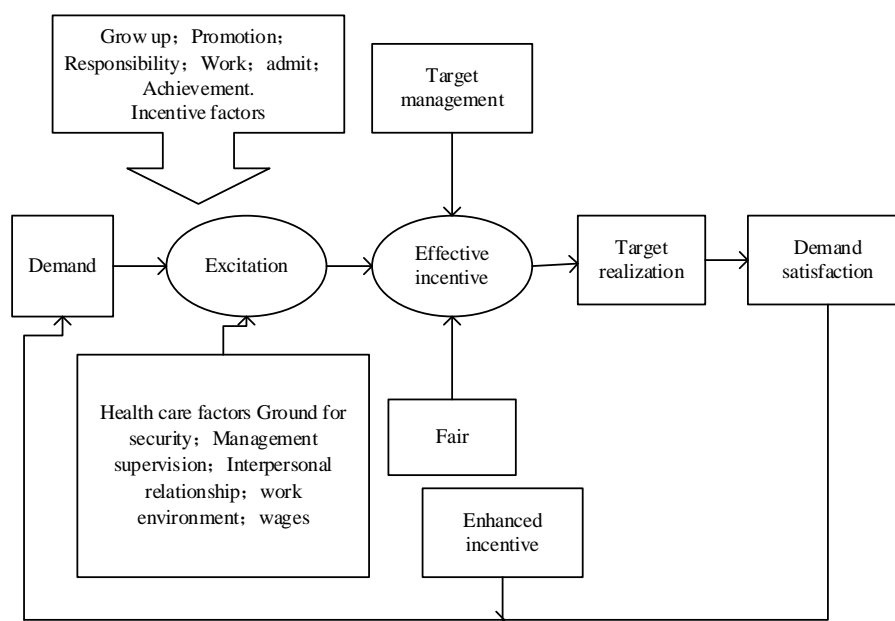 Grow up；Promotion；
Responsibility；Work；admit；
Achievement.
Incentive factors
Target
management
Demand
Excitation
Effective
incentive
Target
realization
Demand
satisfaction
Health care factors Ground for
security；Management
supervision；Interpersonal
relationship；work
environment；wages
Fair
Enhanced
incentive